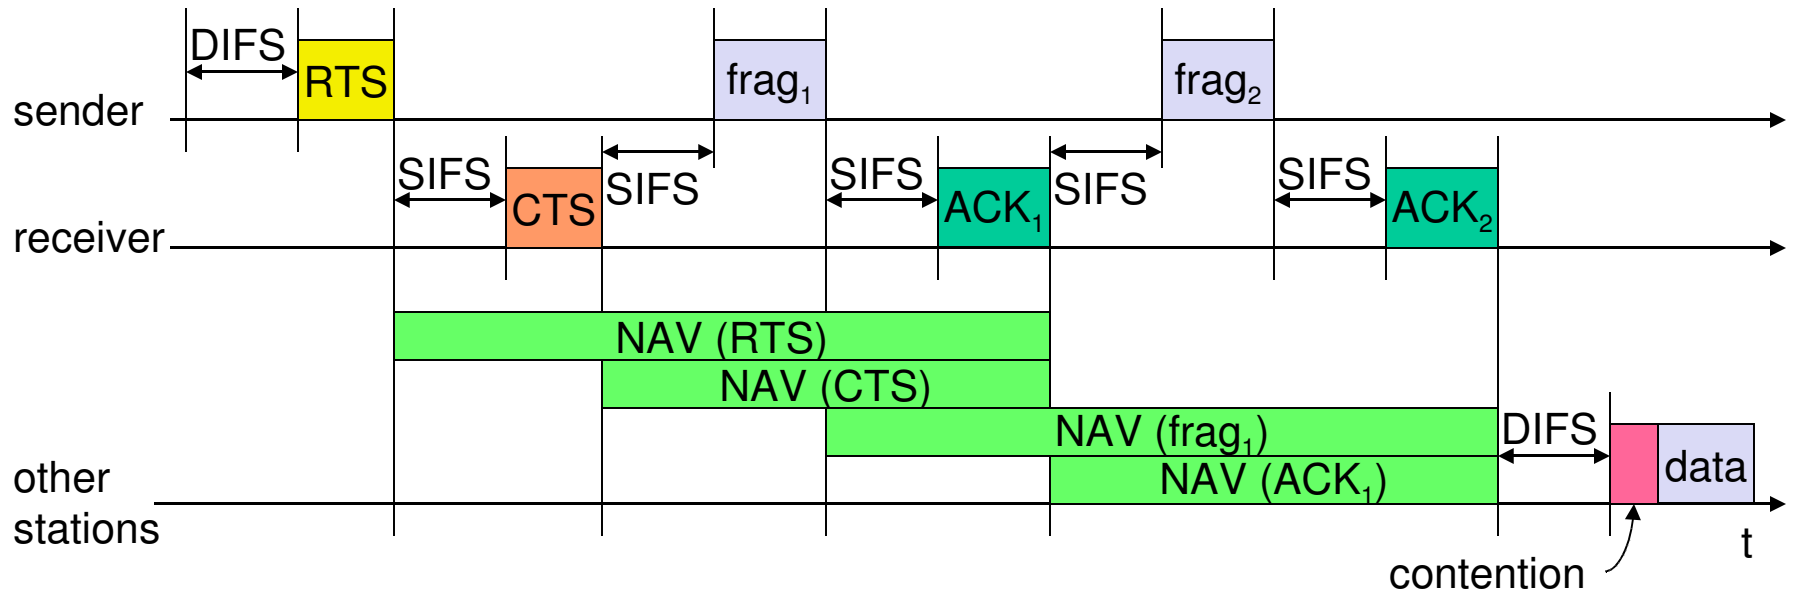 DIFS
RTS
frag1
frag2
sender
SIFS
CTS
SIFS
SIFS
ACK1
SIFS
SIFS
ACK2
receiver
NAV (RTS)
NAV (CTS)
NAV (frag1)
DIFS
NAV (ACK1)
data
other
stations
t
contention